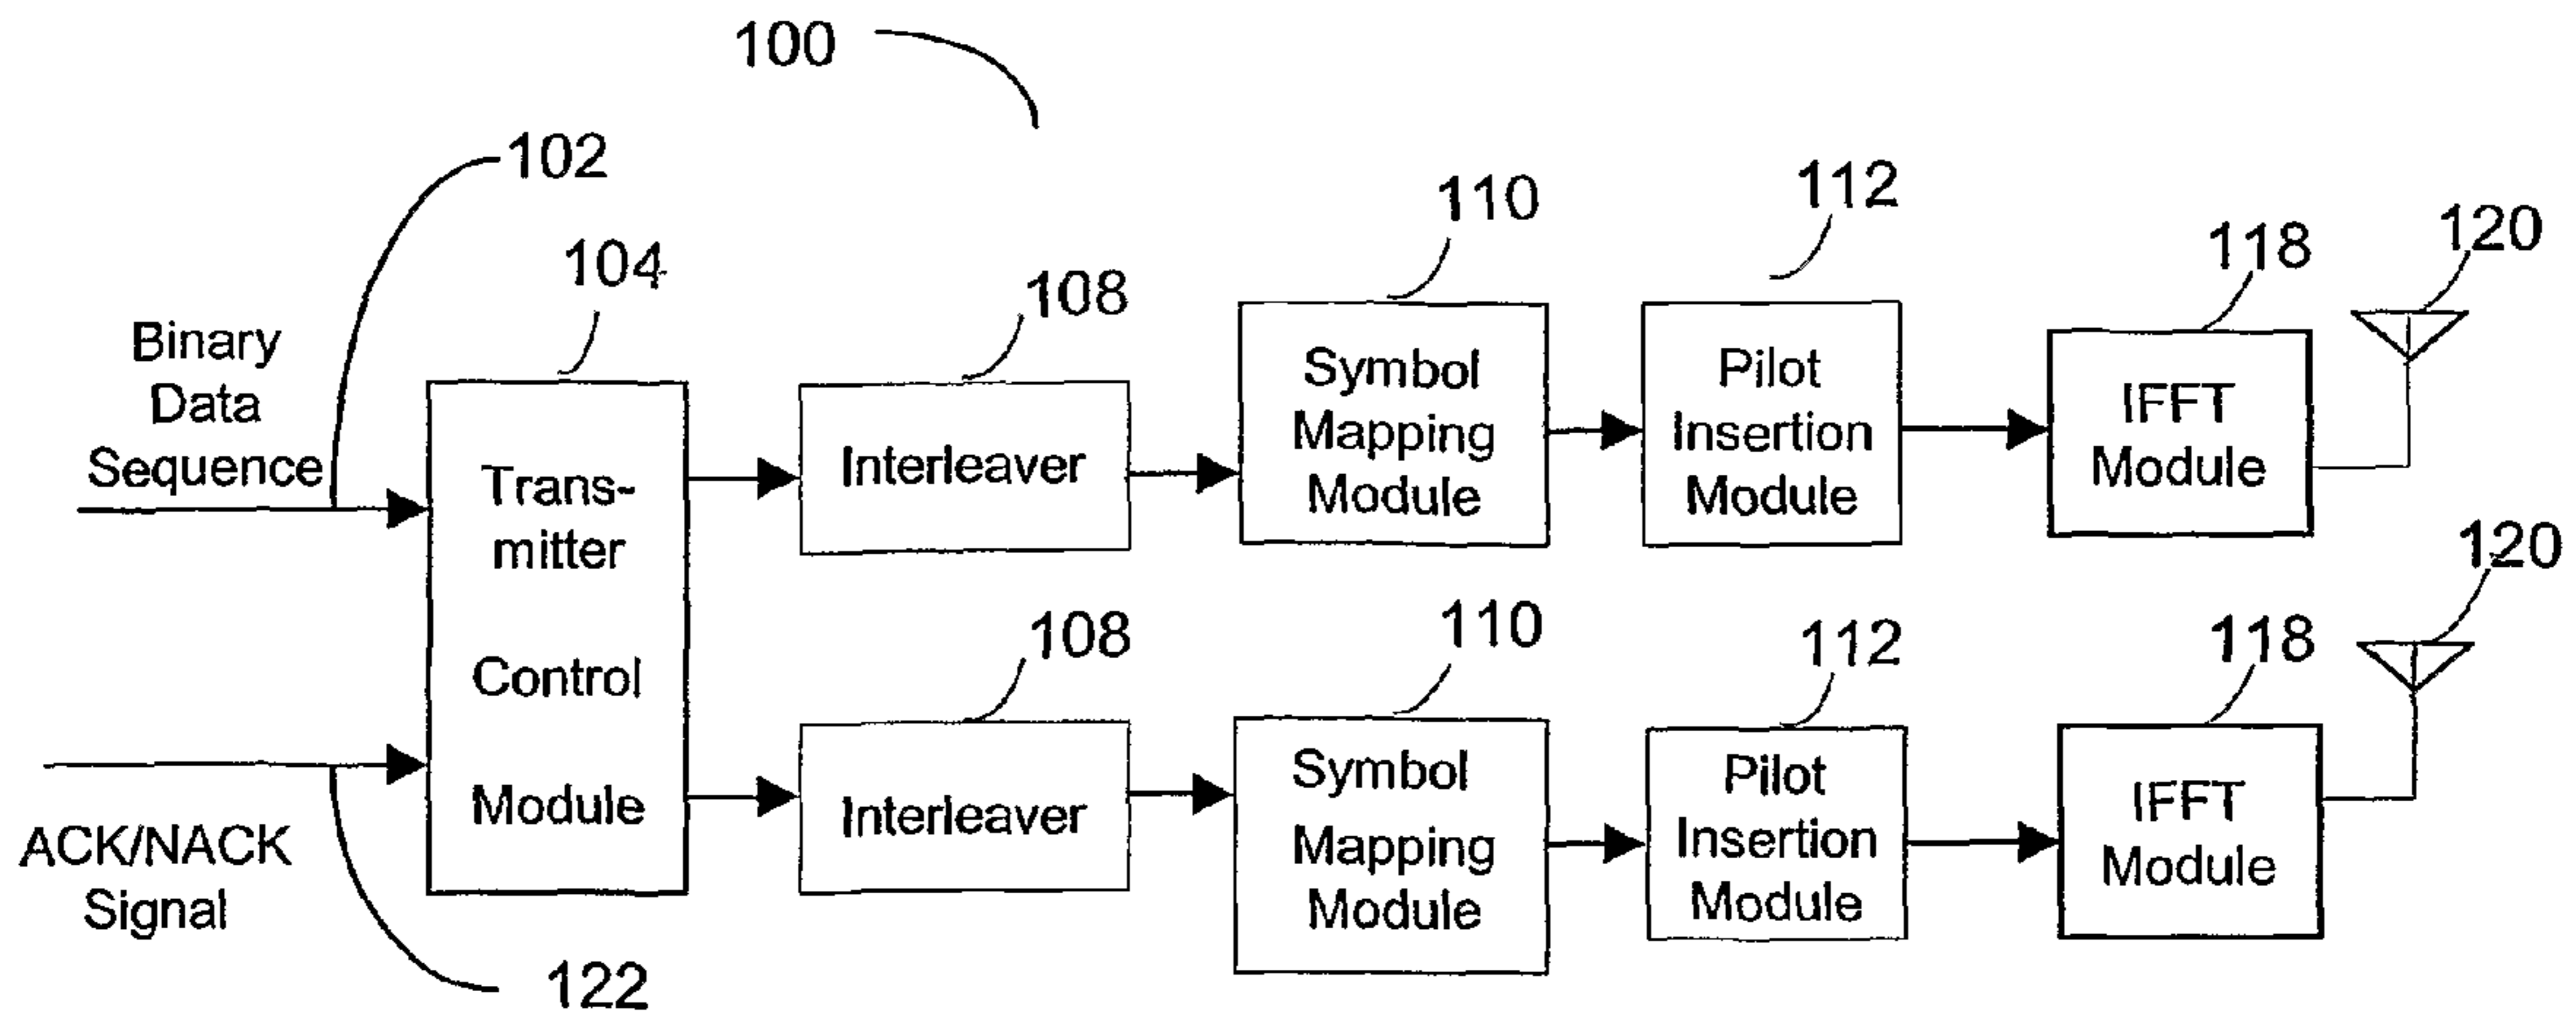 100
102
104
Binary
Data
Sequence
108
110
112
118
120
Trans-
mitter
Control
Module
Interleaver
Symbol
Mapping
Module
Pilot
Insertion
Module
IFFT
Module
108
110
112
118
120
Interleaver
Symbol
Mapping
Module
Pilot
Insertion
Module
IFFT
Module
ACK/NACK
Signal
122